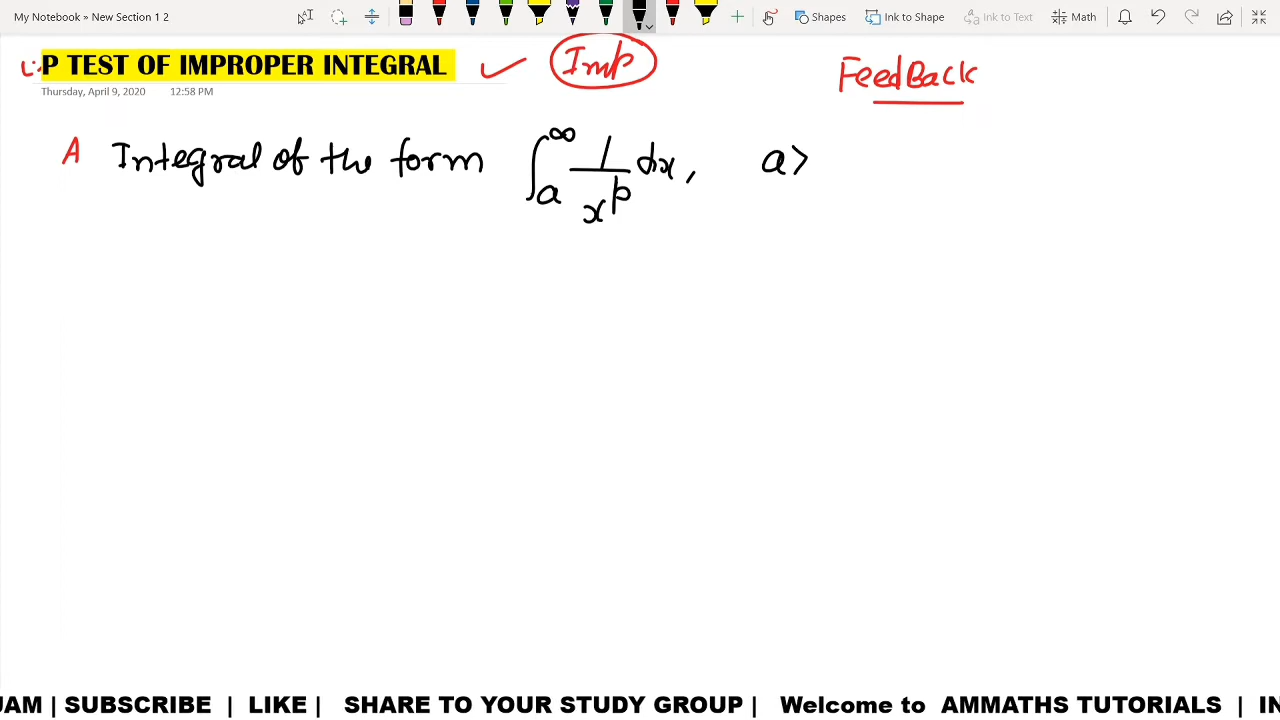 My Notebook » New Section 1 2
Shapes Ink to Shape Ink to Text Math
P TEST OF IMPROPER INTEGRAL Imp FeedBack
Thursday, April 9, 2020 12:58 PM
A Integral of the form ∫ₐ^∞ 1/x^p dx, a>
UAM | SUBSCRIBE | LIKE | SHARE TO YOUR STUDY GROUP | Welcome to AMMATHS TUTORIALS | IN